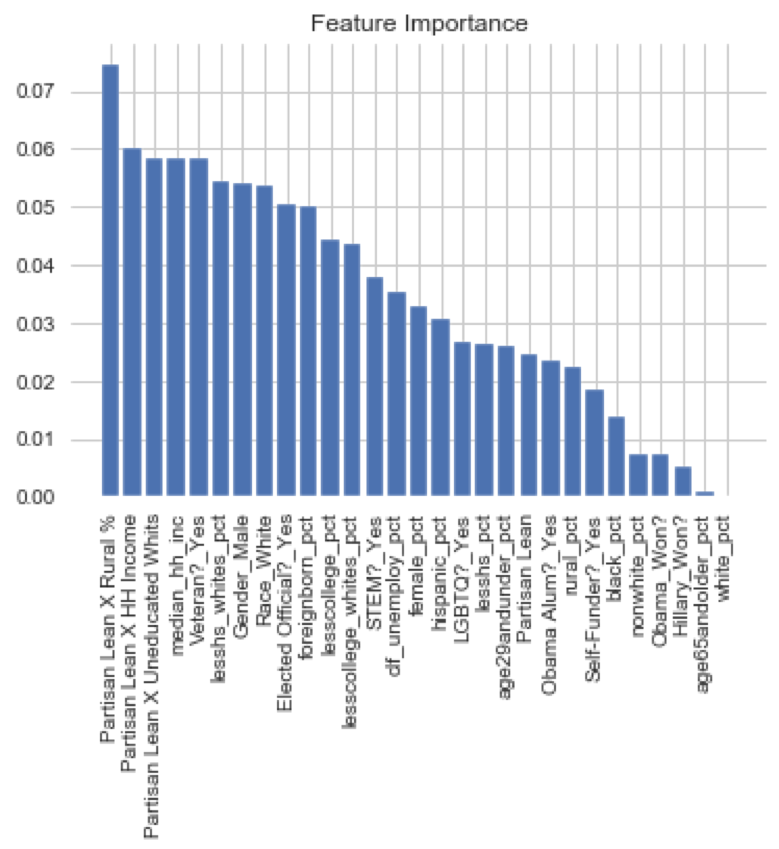 Feature Importance
0.07
0.06
0.05
0.04
0.03
0.02
0.01
0.00
Partisan Lean X Rural %
Partisan Lean X HH Income
Partisan Lean X Uneducated Whits
median_hh_inc
Veteran?_Yes
lesshs_whites_pct
Gender_Male
Race_White
Elected Official?_Yes
foreignborn_pct
lesscollege_pct
lesscollege_whites_pct
STEM?_Yes
df_unemploy_pct
female_pct
hispanic_pct
LGBTQ?_Yes
lesshs_pct
age29andunder_pct
Partisan Lean
Obama Alum?_Yes
rural_pct
Self-Funder?_Yes
black_pct
nonwhite_pct
Obama_Won?
Hillary_Won?
age65andolder_pct
white_pct